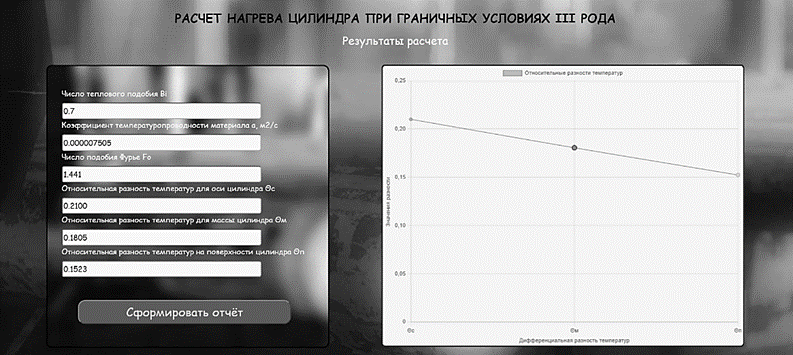 РАСЧЕТ НАГРЕВА ЦИЛИНДРА ПРИ ГРАНИЧНЫХ УСЛОВИЯХ III РОДА
Результаты расчета
Число теплового подобия Bi
0.7
Коэффициент температуропроводности материала a, м2/с
0.000007505
Число подобия Фурье Fo
1.441
Относительная разность температур для оси цилиндра Θс
0.2100
Относительная разность температур для массы цилиндра Θм
0.1805
Относительная разность температур на поверхности цилиндра Θп
0.1523
Сформировать отчёт
Относительные разности температур
0,25
0,20
0,15
0,10
0,05
0
Значения разности
Θс Θм Θп
Дифференциальная разность температур